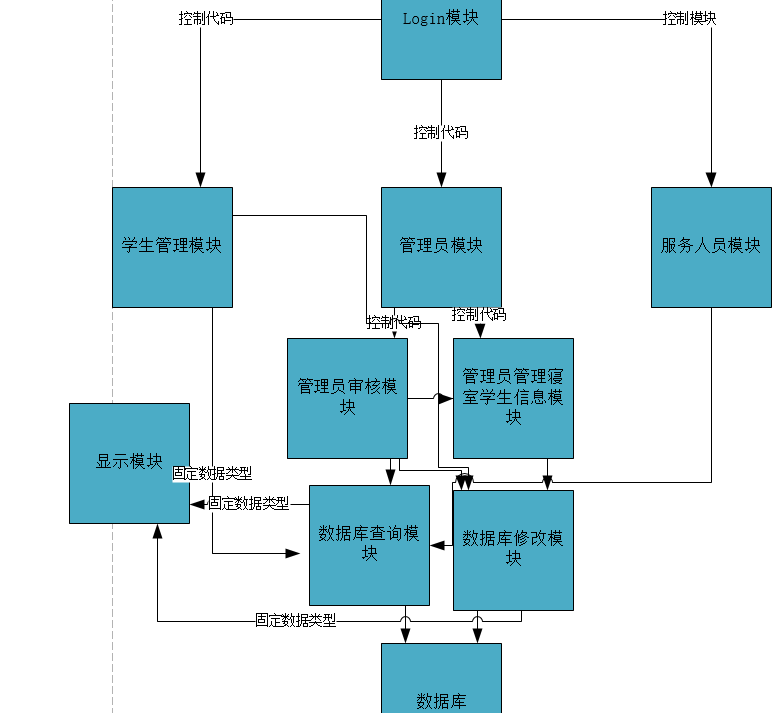 Login模块
控制代码
控制模块
控制代码
学生管理模块
管理员模块
服务人员模块
控制代码
控制代码
管理员审核模
块
管理员管理寝
室学生信息模
块
显示模块
固定数据类型
固定数据类型
数据库查询模
块
数据库修改模
块
固定数据类型
数据库